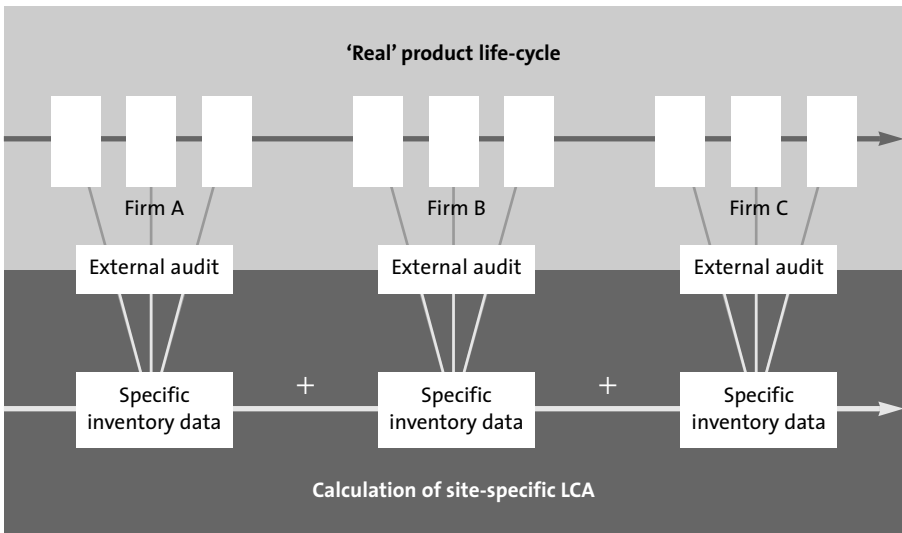 ‘Real’ product life-cycle
Firm A
Firm B
Firm C
External audit
External audit
External audit
+
+
Specific
inventory data
Specific
inventory data
Specific
inventory data
Calculation of site-specific LCA